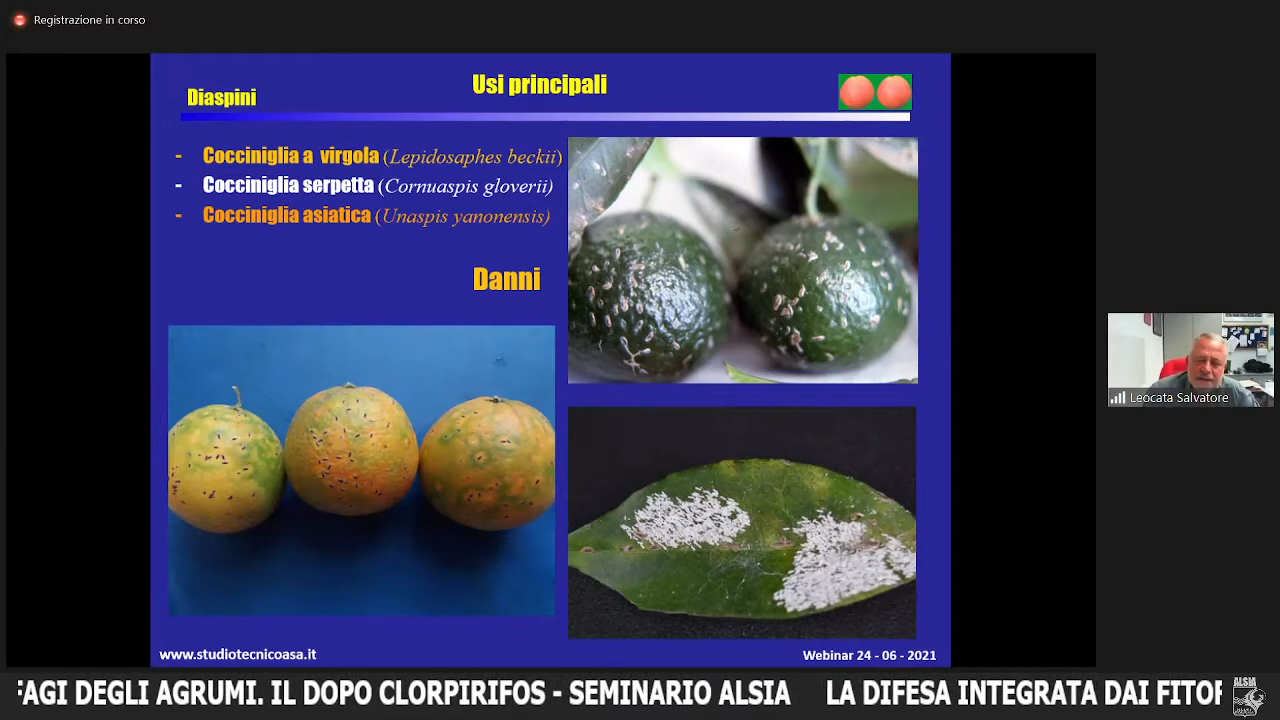 Registrazione in corso
Usi principali
Diaspini
- Cocciniglia a virgola (Lepidosaphes beckii)
- Cocciniglia serpetta (Cornuaspis gloverii)
- Cocciniglia asiatica (Unaspis yanonensis)
Danni
Leocata Salvatore
www.studiotecnicoasa.it
Webinar 24 - 06 - 2021
FAGI DEGLI AGRUMI. IL DOPO CLORPIRIFOS - SEMINARIO ALSIA LA DIFESA INTEGRATA DAI FITOF
ALSIA